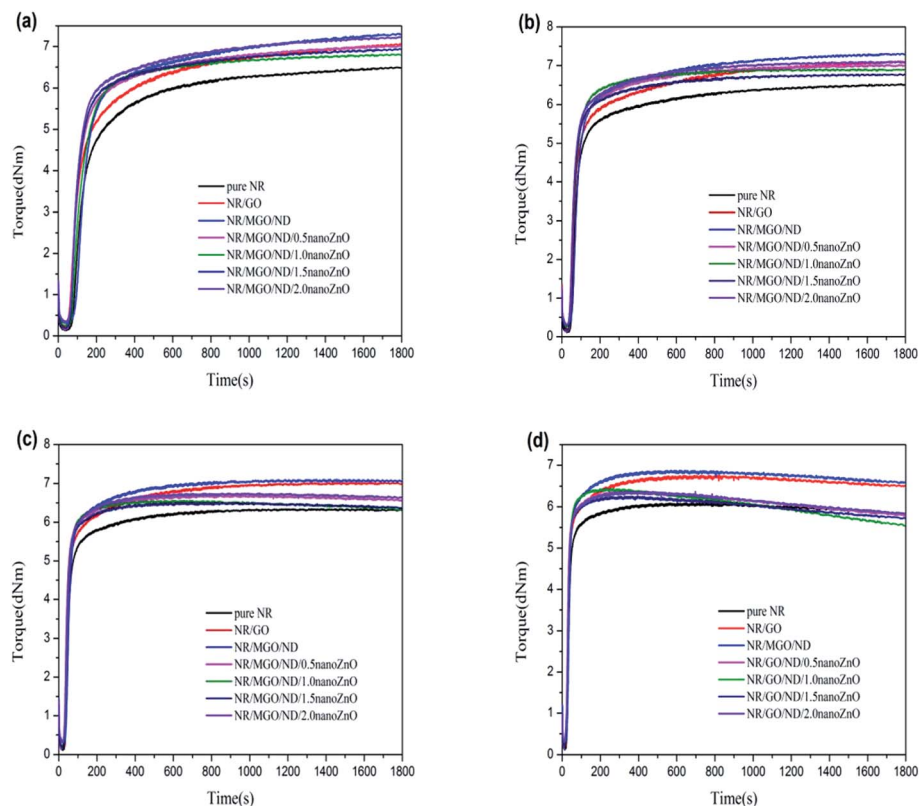 (a)
Torque(dNm)
7
6
5
4
3
2
1
0
pure NR
NR/GO
NR/MGO/ND
NR/MGO/ND/0.5nanoZnO
NR/MGO/ND/1.0nanoZnO
NR/MGO/ND/1.5nanoZnO
NR/MGO/ND/2.0nanoZnO
0 200 400 600 800 1000 1200 1400 1600 1800
Time(s)
(b)
Torque(dNm)
8
7
6
5
4
3
2
1
0
pure NR
NR/GO
NR/MGO/ND
NR/MGO/ND/0.5nanoZnO
NR/MGO/ND/1.0nanoZnO
NR/MGO/ND/1.5nanoZnO
NR/MGO/ND/2.0nanoZnO
0 200 400 600 800 1000 1200 1400 1600 1800
Time(s)
(c)
Torque(dNm)
8
7
6
5
4
3
2
1
0
pure NR
NR/GO
NR/MGO/ND
NR/MGO/ND/0.5nanoZnO
NR/MGO/ND/1.0nanoZnO
NR/MGO/ND/1.5nanoZnO
NR/MGO/ND/2.0nanoZnO
0 200 400 600 800 1000 1200 1400 1600 1800
Time(s)
(d)
Torque(dNm)
7
6
5
4
3
2
1
0
pure NR
NR/GO
NR/MGO/ND
NR/GO/ND/0.5nanoZnO
NR/GO/ND/1.0nanoZnO
NR/GO/ND/1.5nanoZnO
NR/GO/ND/2.0nanoZnO
0 200 400 600 800 1000 1200 1400 1600 1800
Time(s)